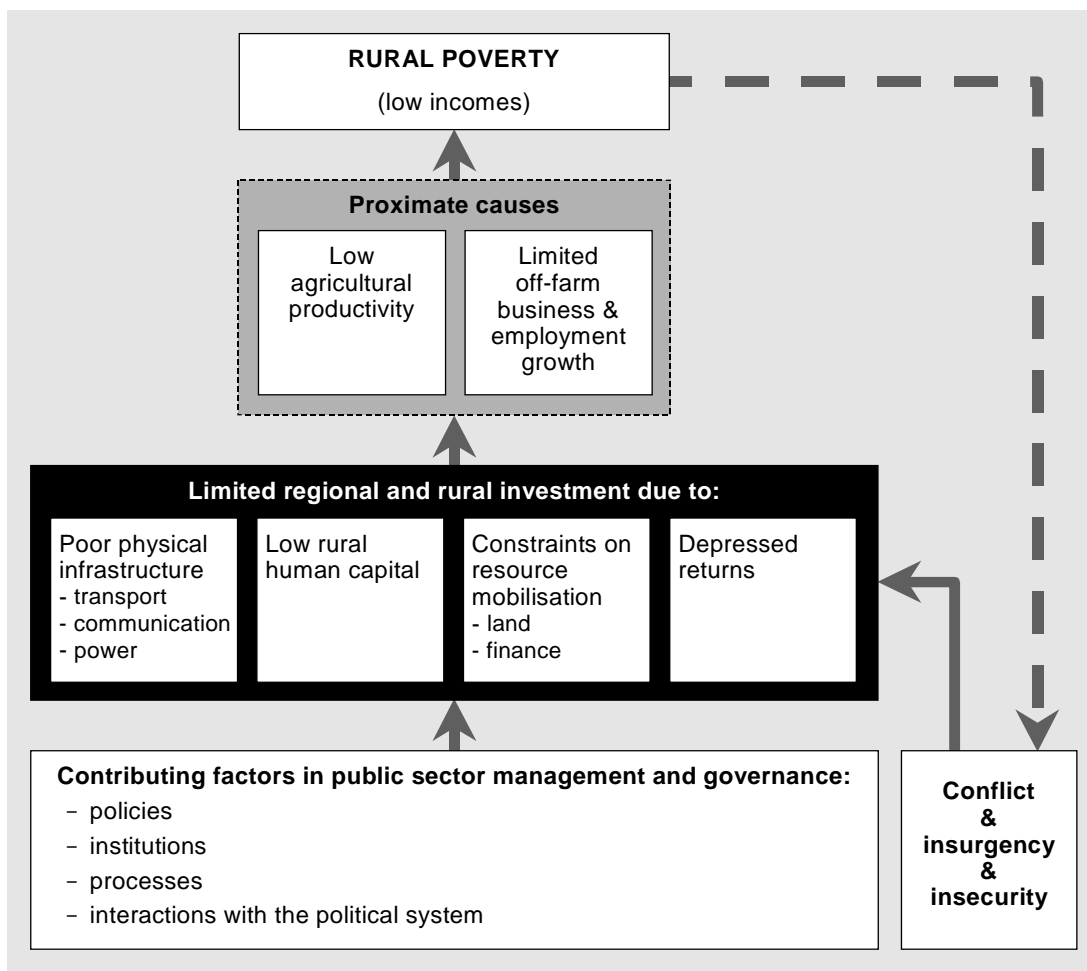 RURAL POVERTY
(low incomes)
Proximate causes
Low
agricultural
productivity
Limited
off-farm
business &
employment
growth
Limited regional and rural investment due to:
Poor physical
infrastructure
- transport
- communication
- power
Low rural
human capital
Constraints on
resource
mobilisation
- land
- finance
Depressed
returns
Contributing factors in public sector management and governance:
– policies
– institutions
– processes
– interactions with the political system
Conflict
&
insurgency
&
insecurity